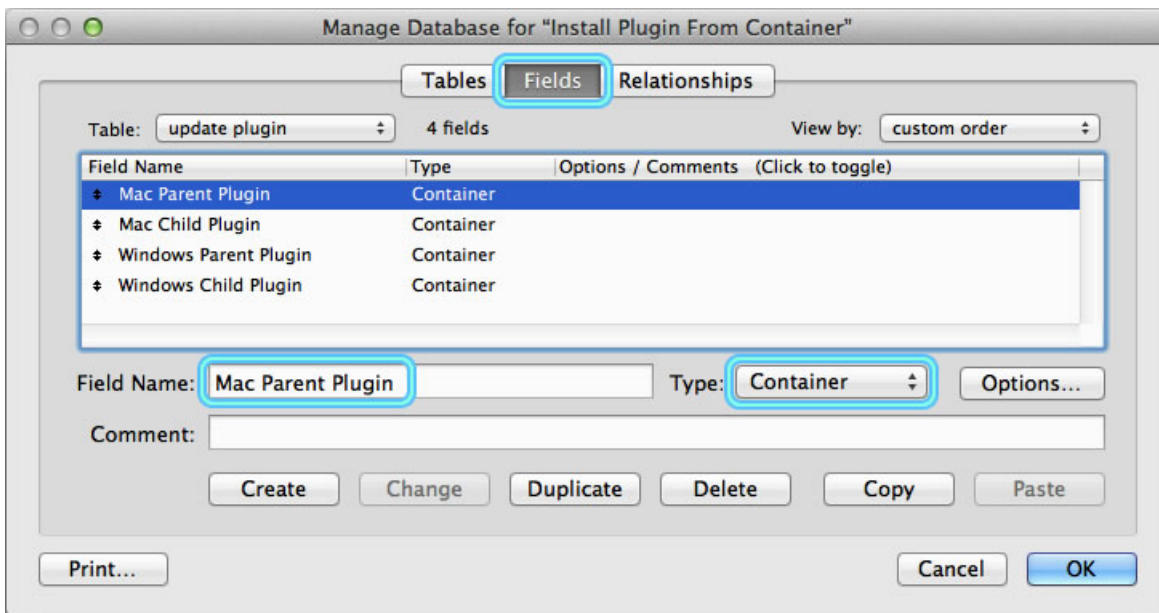 Manage Database for “Install Plugin From Container”
Tables Fields Relationships
Table: update plugin 4 fields View by: custom order
Field Name Type Options / Comments (Click to toggle)
Mac Parent Plugin Container
Mac Child Plugin Container
Windows Parent Plugin Container
Windows Child Plugin Container
Field Name: Mac Parent Plugin Type: Container Options...
Comment:
Create Change Duplicate Delete Copy Paste
Print... Cancel OK